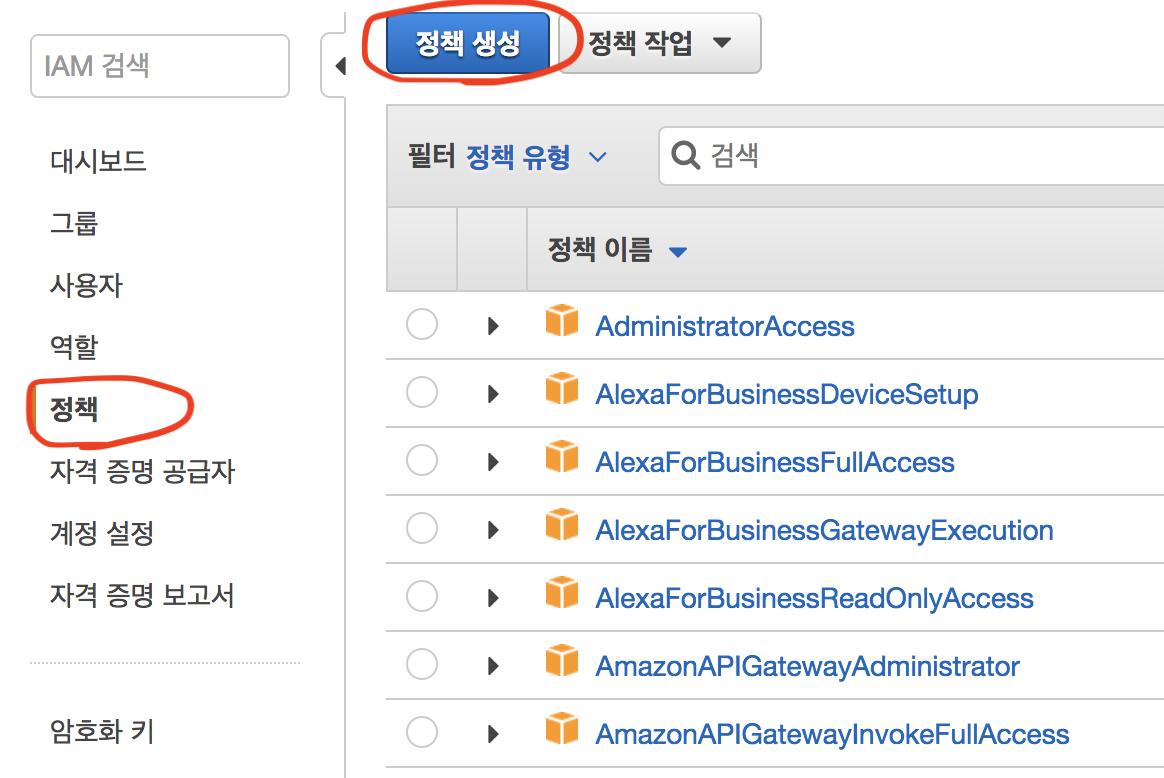 IAM 검색
대시보드
그룹
사용자
역할
정책
자격 증명 공급자
계정 설정
자격 증명 보고서
암호화 키
정책 생성
정책 작업
필터 정책 유형
검색
정책 이름
AdministratorAccess
AlexaForBusinessDeviceSetup
AlexaForBusinessFullAccess
AlexaForBusinessGatewayExecution
AlexaForBusinessReadOnlyAccess
AmazonAPIGatewayAdministrator
AmazonAPIGatewayInvokeFullAccess